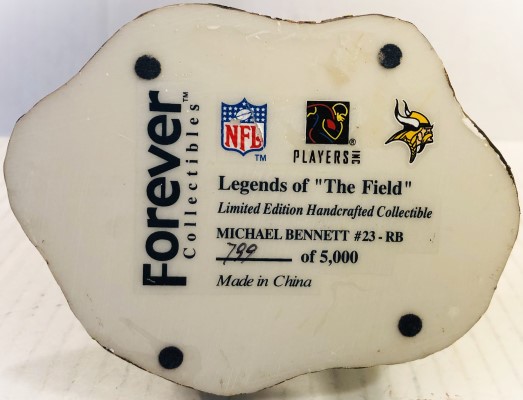 Forever
Collectibles™
NFL
TM
PLAYERS INC
®
Legends of "The Field"
Limited Edition Handcrafted Collectible
MICHAEL BENNETT #23 - RB
799 of 5,000
Made in China